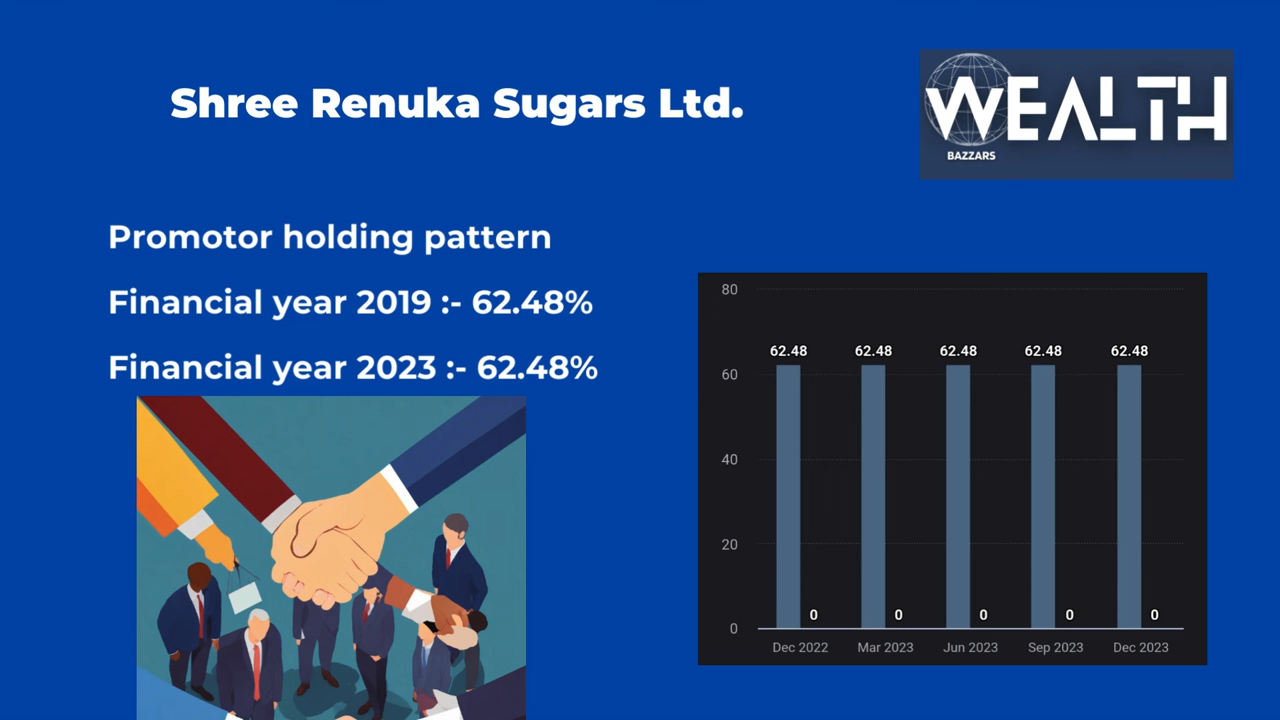 Shree Renuka Sugars Ltd.
WEALTH
BAZZARS
Promotor holding pattern
Financial year 2019 :- 62.48%
Financial year 2023 :- 62.48%
80
62.48 62.48 62.48 62.48 62.48
60
40
20
0 0 0 0 0
0
Dec 2022 Mar 2023 Jun 2023 Sep 2023 Dec 2023